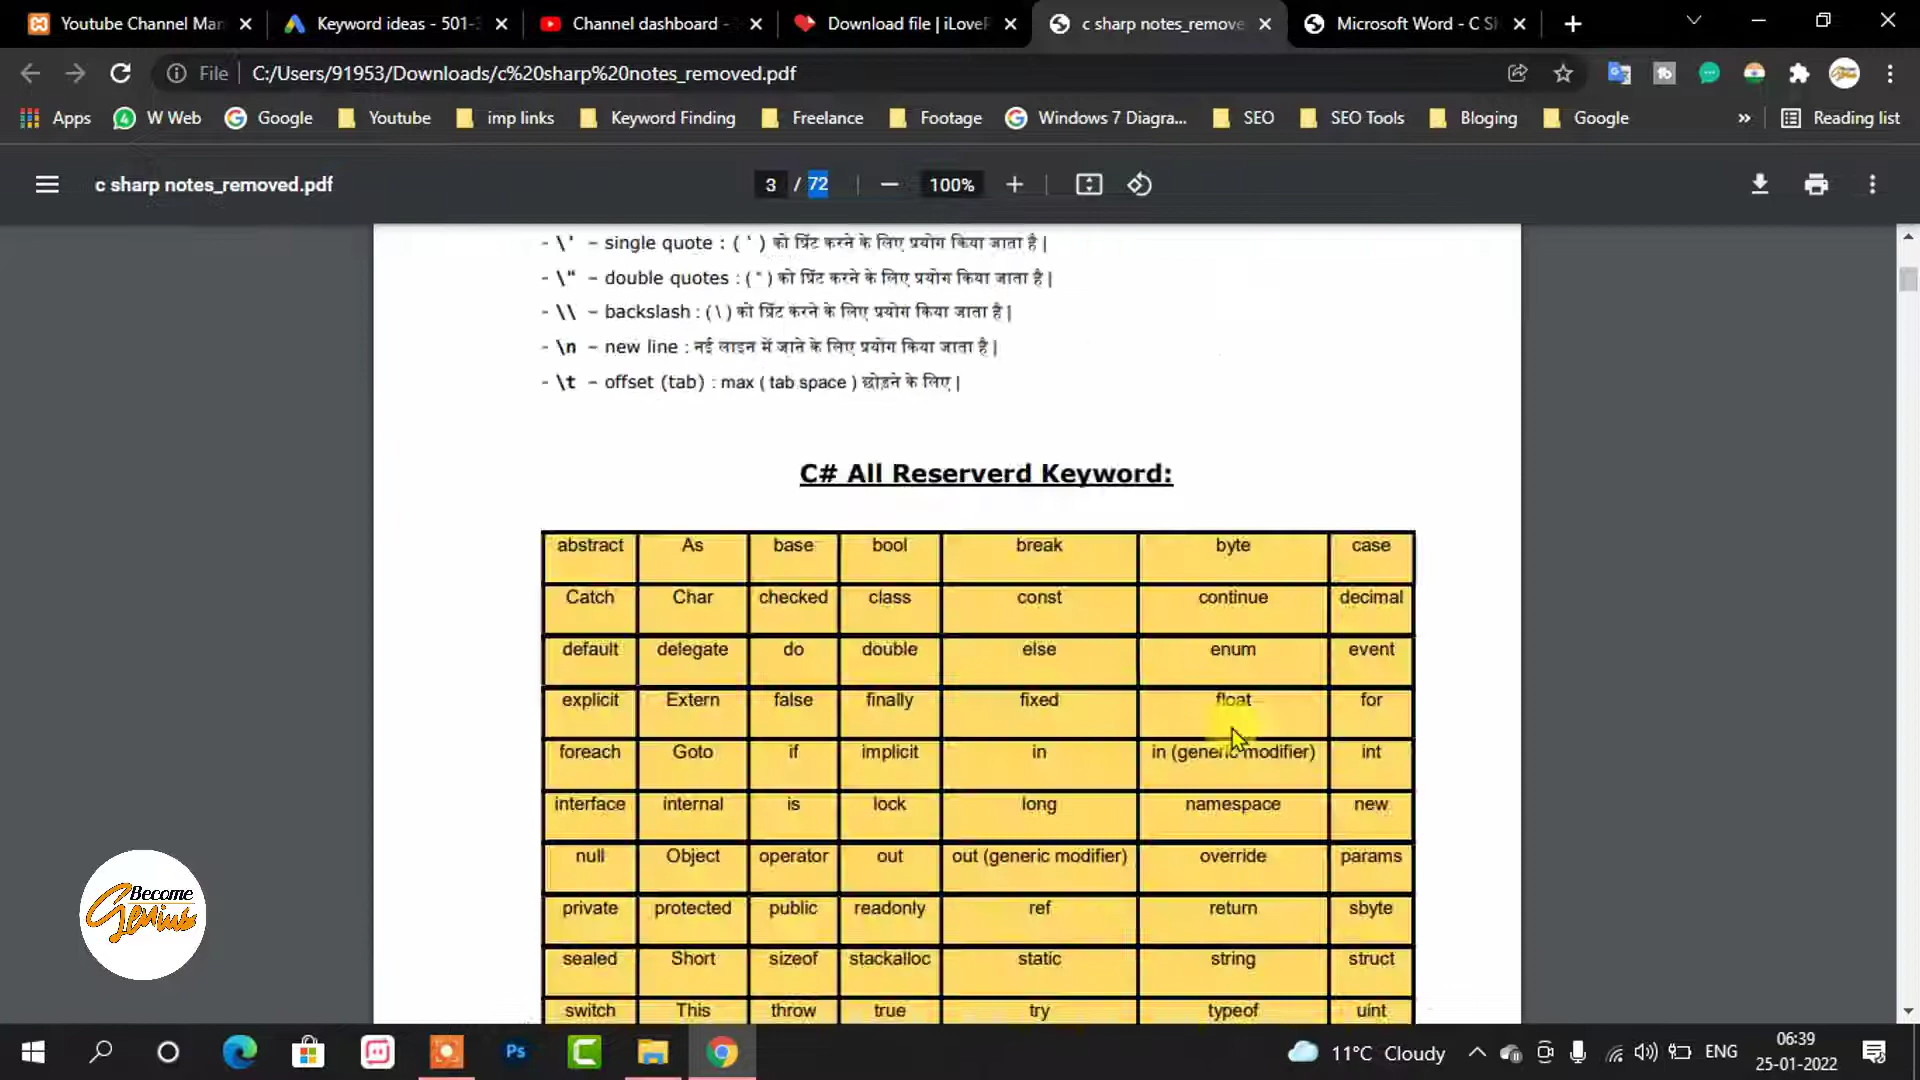 Youtube Channel Man
Keyword ideas - 501-
Channel dashboard -
Download file | iLoveP
c sharp notes_remove
Microsoft Word - C S
File
C:/Users/91953/Downloads/c%20sharp%20notes_removed.pdf
Apps W Web Google Youtube imp links Keyword Finding Freelance Footage Windows 7 Diagra... SEO SEO Tools Bloging Google » Reading list
c sharp notes_removed.pdf
3 / 72
100%
- \' – single quote : ( ' ) को प्रिंट करने के लिए प्रयोग किया जाता है |
- \" – double quotes : ( " ) को प्रिंट करने के लिए प्रयोग किया जाता है |
- \\ – backslash : ( \ ) को प्रिंट करने के लिए प्रयोग किया जाता है |
- \n – new line : नई लाइन में जाने के लिए प्रयोग किया जाता है |
- \t – offset (tab) : max ( tab space ) छोड़ने के लिए |
C# All Reserverd Keyword:
abstract As base bool break byte case
Catch Char checked class const continue decimal
default delegate do double else enum event
explicit Extern false finally fixed float for
foreach Goto if implicit in in (generic modifier) int
interface internal is lock long namespace new
null Object operator out out (generic modifier) override params
private protected public readonly ref return sbyte
sealed Short sizeof stackalloc static string struct
switch This throw true try typeof uint
Become
Genius
Ps
11°C Cloudy
ENG
06:39
25-01-2022